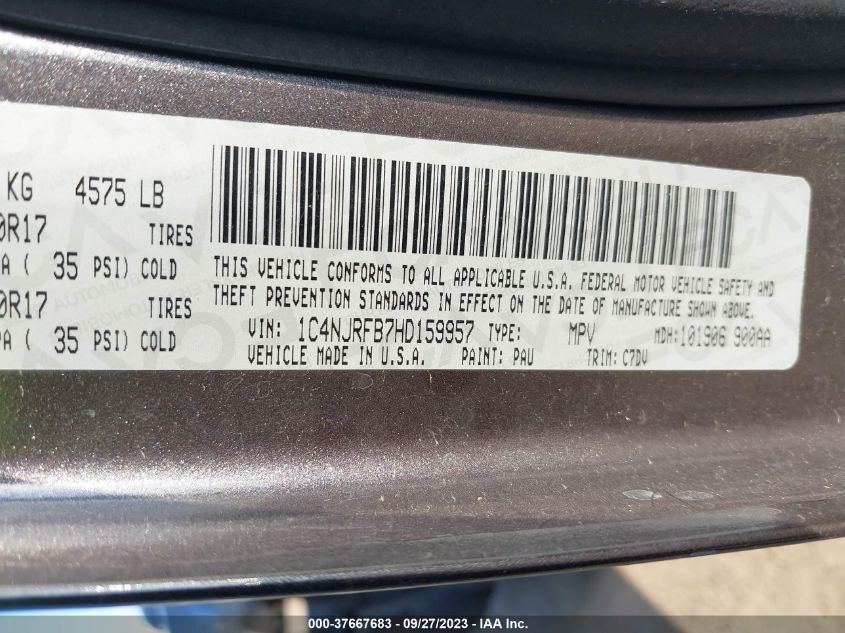 KG 4575 LB
0R17 TIRES
A ( 35 PSI) COLD
0R17 TIRES
PA ( 35 PSI) COLD
THIS VEHICLE CONFORMS TO ALL APPLICABLE U.S.A. FEDERAL MOTOR VEHICLE SAFETY AND
THEFT PREVENTION STANDARDS IN EFFECT ON THE DATE OF MANUFACTURE SHOWN ABOVE.
VIN: 1C4NJRFB7HD159957 TYPE: MPV MDH:101906 900AA
VEHICLE MADE IN U.S.A. PAINT: PAU TRIM: C7DV
000-37667683 - 09/27/2023 - IAAI INC.